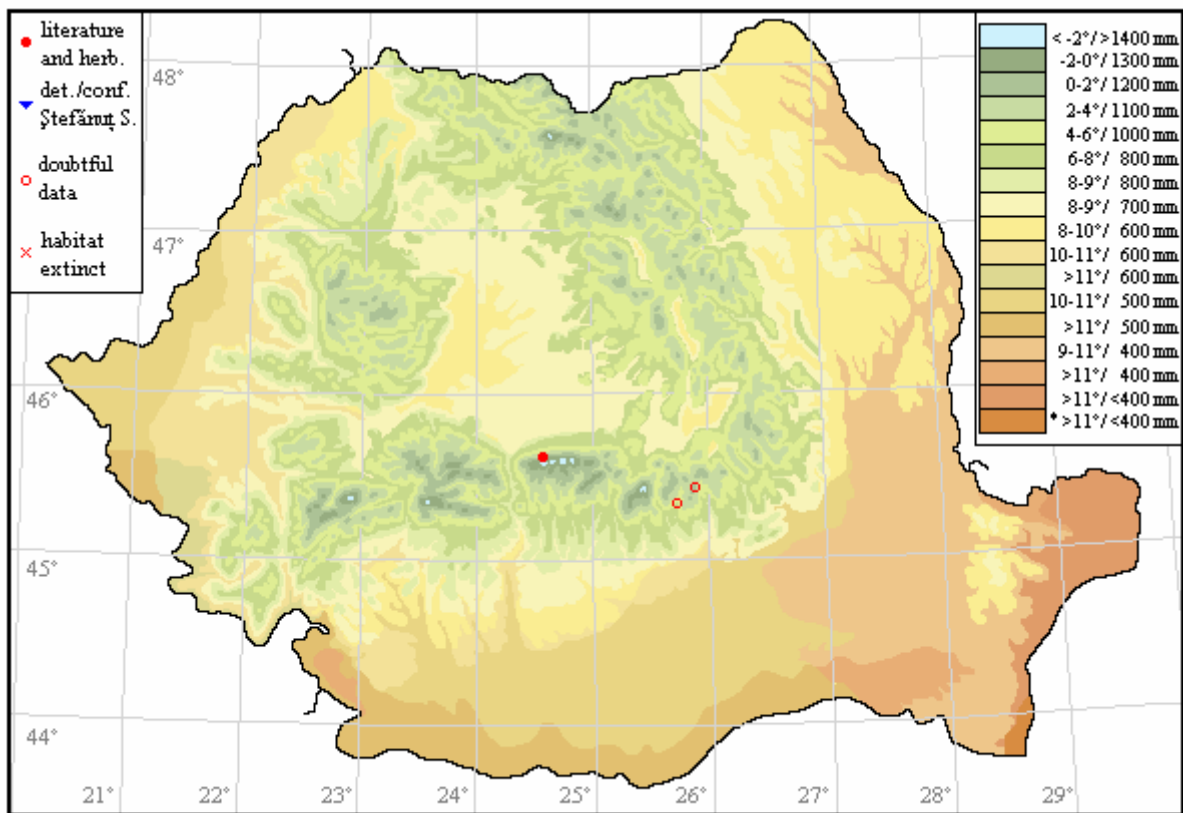 literature
and herb.
det./conf.
Ştefănuţ S.
doubtful
data
habitat
extinct
< -2°/>1400 mm
-2-0°/1300 mm
0-2°/1200 mm
2-4°/1100 mm
4-6°/1000 mm
6-8°/ 800 mm
8-9°/ 800 mm
8-9°/ 700 mm
8-10°/ 600 mm
10-11°/ 600 mm
>11°/ 600 mm
10-11°/ 500 mm
>11°/ 500 mm
9-11°/ 400 mm
>11°/ 400 mm
>11°/<400 mm
* >11°/<400 mm
48°
47°
46°
45°
44°
21° 22° 23° 24° 25° 26° 27° 28° 29°